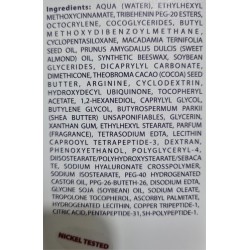 Ingredients: AQUA (WATER), ETHYLHEXYL
METHOXYCINNAMATE, TRIBEHENIN PEG-20 ESTERS,
OCTOCRYLENE, COCOGLYCERIDES, BUTYL
METHOXYDIBENZOYLMETHANE,
CYCLOPENTASILOXANE, MACADAMIA TERNIFOLIA
SEED OIL, PRUNUS AMYGDALUS DULCIS (SWEET
ALMOND) OIL, SYNTHETIC BEESWAX, SOYBEAN
GLYCERIDES, DICAPRYLYL CARBONATE,
DIMETHICONE, THEOBROMA CACAO (COCOA) SEED
BUTTER, ARGININE, CYCLODEXTRIN,
HYDROXYDECYL UBIQUINONE, TOCOPHERYL
ACETATE, 1,2-HEXANEDIOL, CAPRYLYL GLYCOL,
BUTYLENE GLYCOL, BUTYROSPERMUM PARKII
(SHEA BUTTER) UNSAPONIFIABLES, GLYCERIN,
XANTHAN GUM, ETHYLHEXYL STEARATE, PARFUM
(FRAGRANCE), TETRASODIUM EDTA, LECITHIN
CAPROOYL TETRAPEPTIDE-3, DEXTRAN,
PHENOXYETHANOL, POLYGLYCERYL-4
DIISOSTEARATE/POLYHYDROXYSTEARATE/SEBACA
TE, SODIUM HYALURONATE CROSSPOLYMER,
SODIUM ISOSTEARATE, PEG-40 HYDROGENATED
CASTOR OIL, PPG-26-BUTETH-26, DISODIUM EDTA,
GLYCINE SOJA (SOYBEAN) OIL, SODIUM OLEATE,
TROPOLONE TOCOPHEROL, ASCORBYL PALMITATE,
HYDROGENATED LECITHIN, COPPER TRIPEPTIDE-1,
CITRIC ACID, PENTAPEPTIDE-31, SH-POLYPEPTIDE-1.
NICKEL TESTED